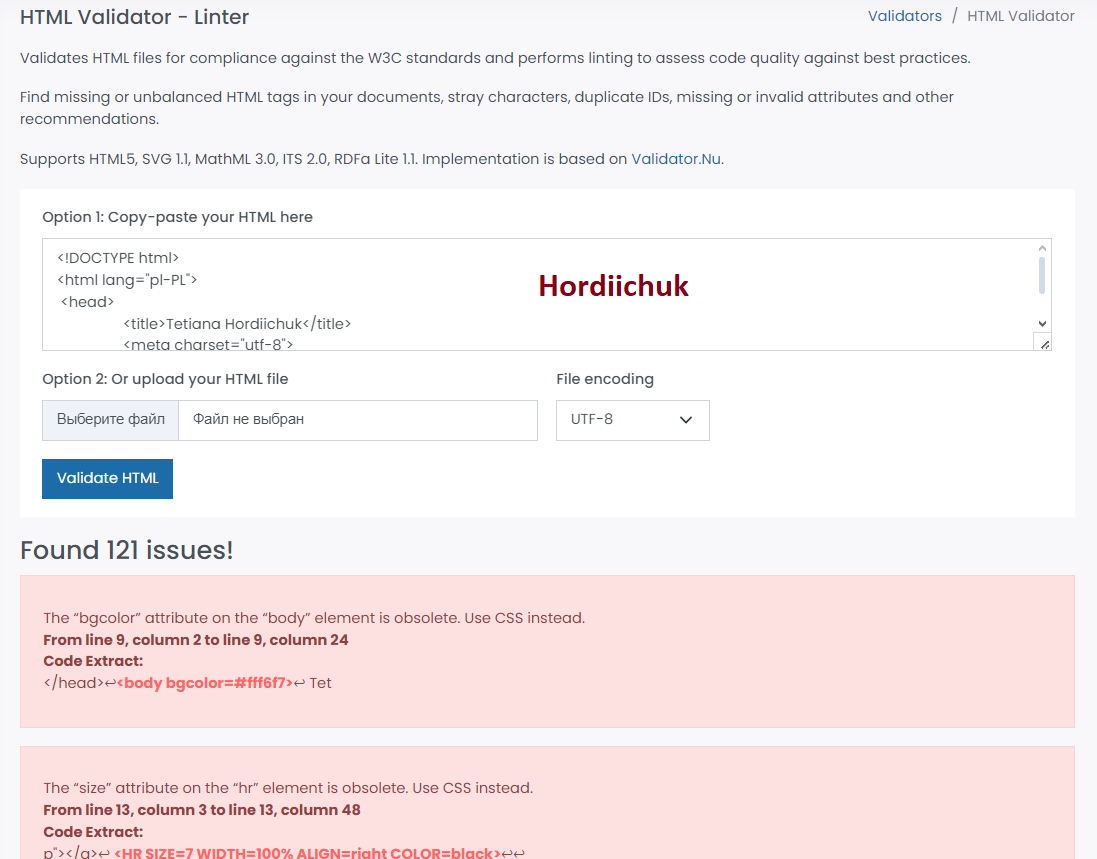 HTML Validator - Linter
Validators / HTML Validator
Validates HTML files for compliance against the W3C standards and performs linting to assess code quality against best practices.
Find missing or unbalanced HTML tags in your documents, stray characters, duplicate IDs, missing or invalid attributes and other
recommendations.
Supports HTML5, SVG 1.1, MathML 3.0, ITS 2.0, RDFa Lite 1.1. Implementation is based on Validator.Nu.
Option 1: Copy-paste your HTML here
<!DOCTYPE html>
<html lang="pl-PL">
<head>
<title>Tetiana Hordiichuk</title>
<meta charset="utf-8">
Hordiichuk
Option 2: Or upload your HTML file
File encoding
Выберите файл Файл не выбран
UTF-8
Validate HTML
Found 121 issues!
The “bgcolor” attribute on the “body” element is obsolete. Use CSS instead.
From line 9, column 2 to line 9, column 24
Code Extract:
</head>↩<body bgcolor=#fff6f7>↩ Tet
The “size” attribute on the “hr” element is obsolete. Use CSS instead.
From line 13, column 3 to line 13, column 48
Code Extract:
p"></a>↩ <HR SIZE=7 WIDTH=100% ALIGN=right COLOR=black>↩↩